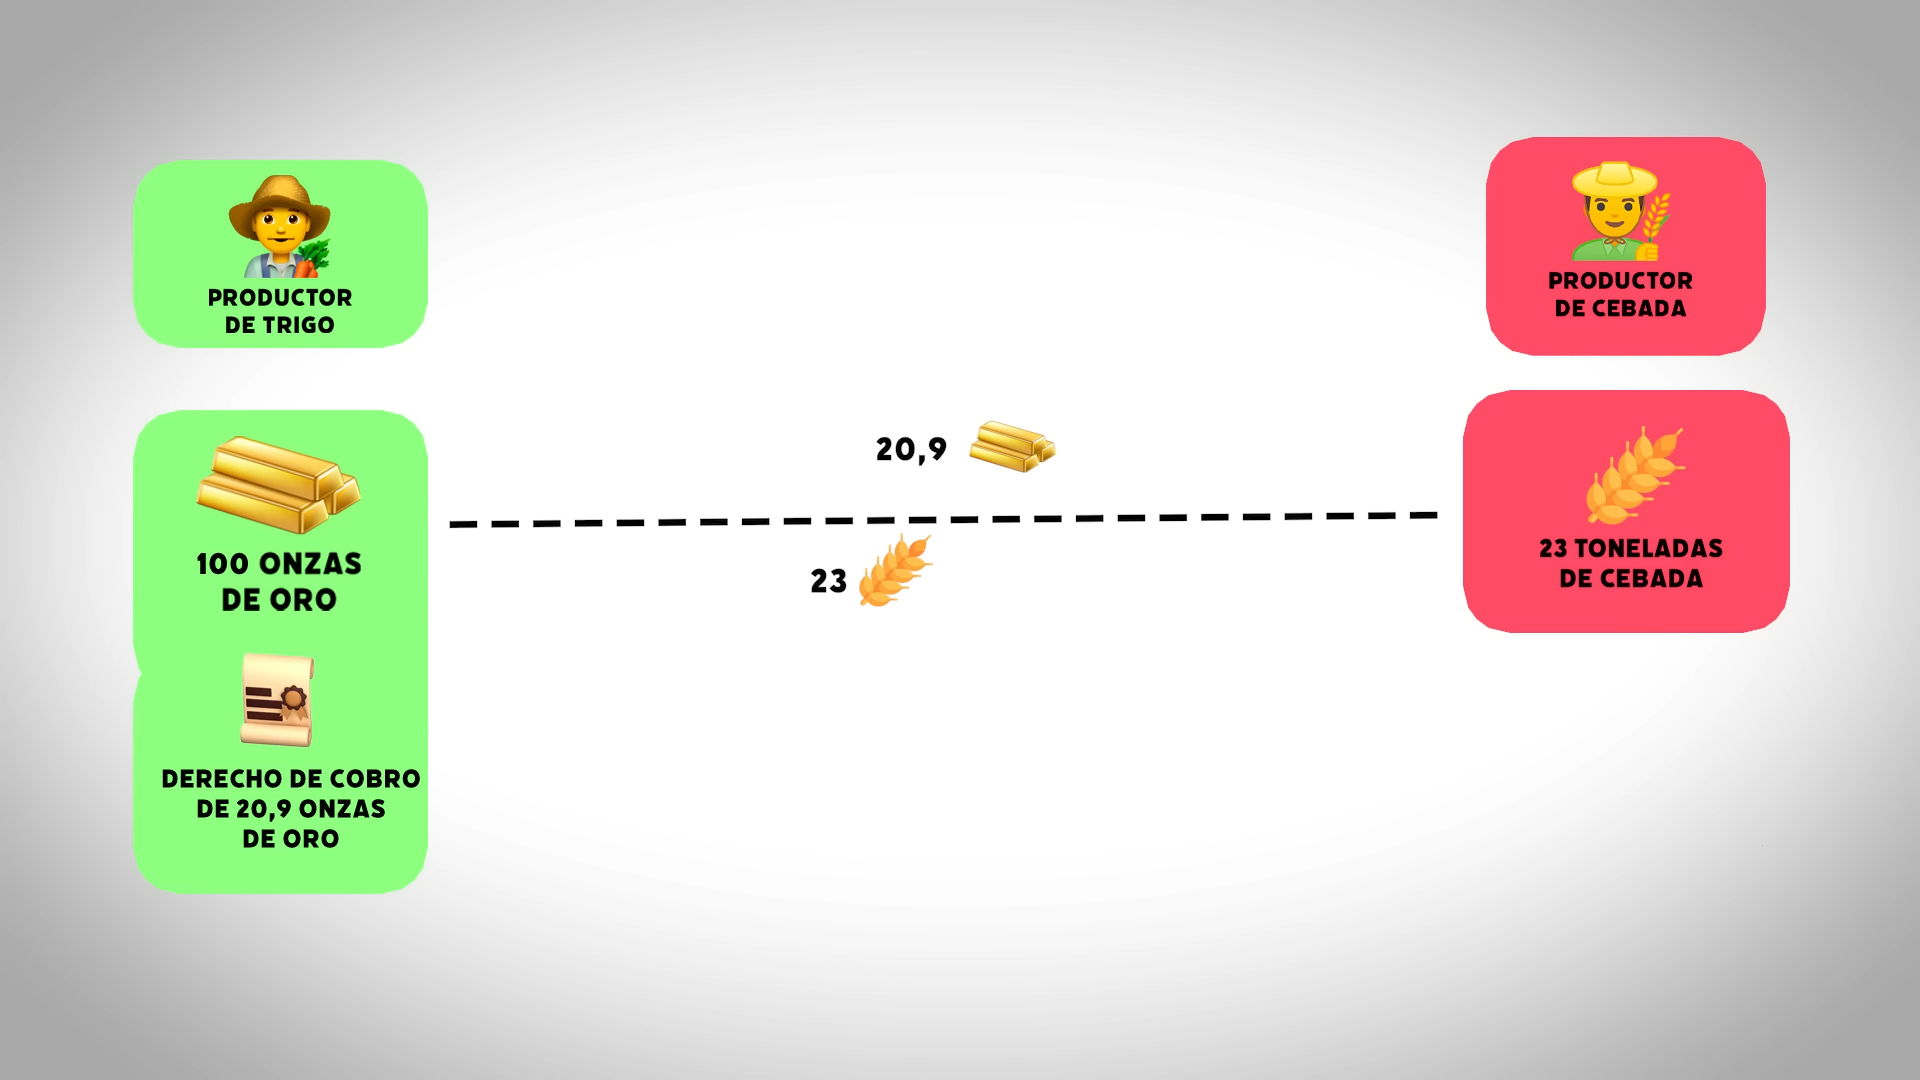 PRODUCTOR
DE TRIGO
PRODUCTOR
DE CEBADA
100 ONZAS
DE ORO
DERECHO DE COBRO
DE 20,9 ONZAS
DE ORO
20,9
23
23 TONELADAS
DE CEBADA